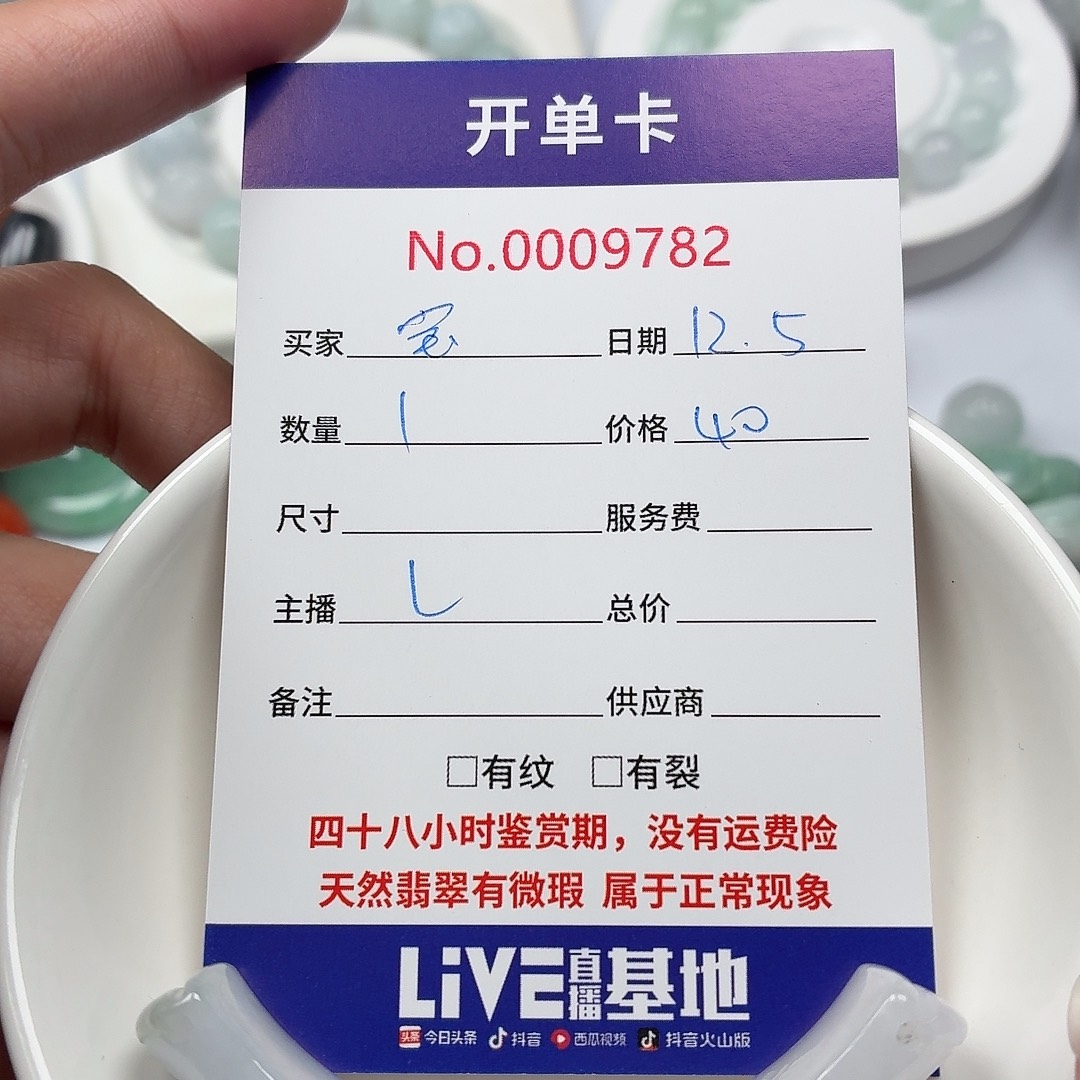 开单卡
No.0009782
买家 日期 12.5
数量 1 价格 40
尺寸 服务费
主播 L 总价
备注 供应商
□有纹 □有裂
四十八小时鉴赏期，没有运费险
天然翡翠有微瑕 属于正常现象
LiVE直播基地
头条 今日头条 抖音 西瓜视频 抖音火山版